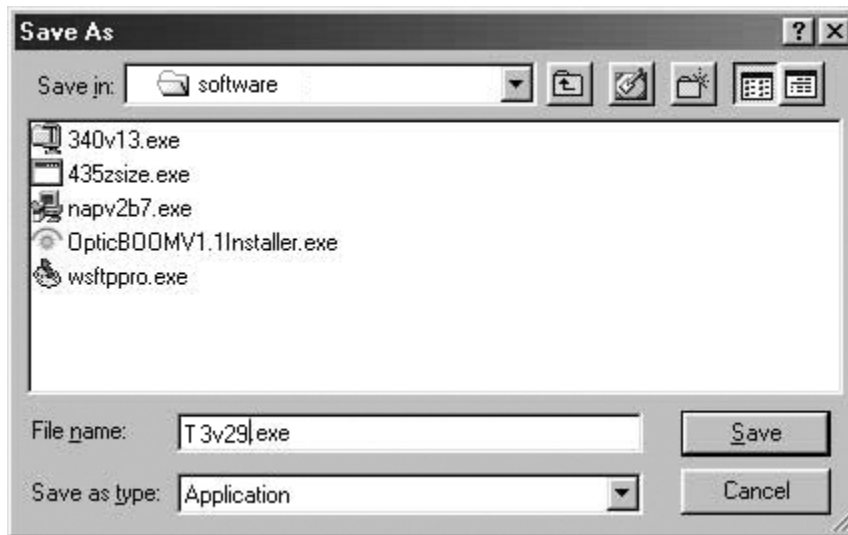 Save As
Save in: software
340v13.exe
435zsize.exe
napv2b7.exe
OpticBOOMV1.1Installer.exe
wsftppro.exe
File name: T3v29.exe Save
Save as type: Application Cancel